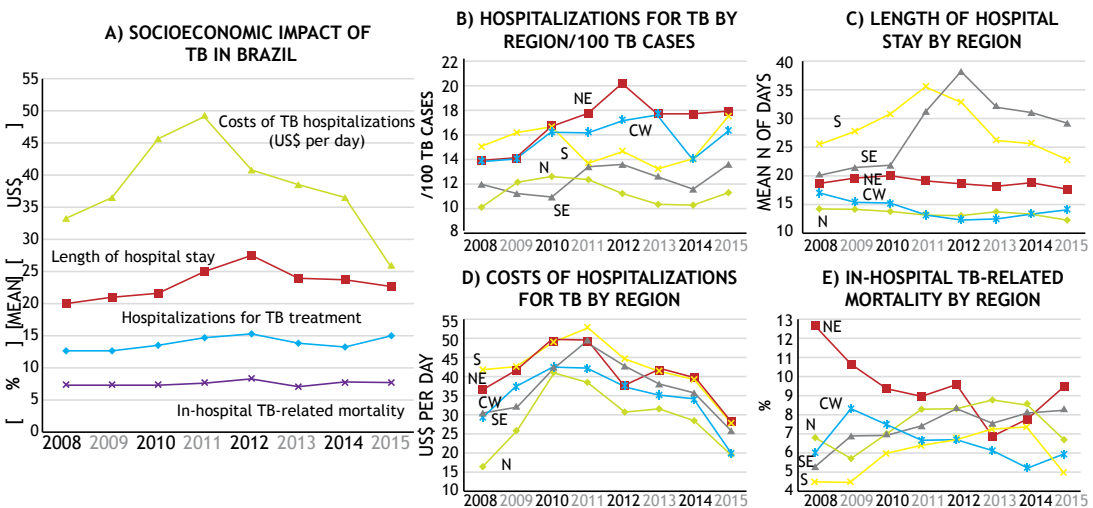 A) SOCIOECONOMIC IMPACT OF
TB IN BRAZIL
[ % ] [MEAN] [ US$ ]
55
50
45
40
35
30
25
20
15
10
5
0
Costs of TB hospitalizations
(US$ per day)
Length of hospital stay
Hospitalizations for TB treatment
In-hospital TB-related mortality
2008 2009 2010 2011 2012 2013 2014 2015
B) HOSPITALIZATIONS FOR TB BY
REGION/100 TB CASES
/100 TB CASES
22
20
18
16
14
12
10
8
NE
CW
S
N
SE
2008 2009 2010 2011 2012 2013 2014 2015
C) LENGTH OF HOSPITAL
STAY BY REGION
MEAN N OF DAYS
40
35
30
25
20
15
10
S
SE
NE
CW
N
2008 2009 2010 2011 2012 2013 2014 2015
D) COSTS OF HOSPITALIZATIONS
FOR TB BY REGION
US$ PER DAY
55
50
45
40
35
30
25
20
15
10
S
NE
CW
SE
N
2008 2009 2010 2011 2012 2013 2014 2015
E) IN-HOSPITAL TB-RELATED
MORTALITY BY REGION
%
13
12
11
10
9
8
7
6
5
4
NE
CW
N
SE
S
2008 2009 2010 2011 2012 2013 2014 2015